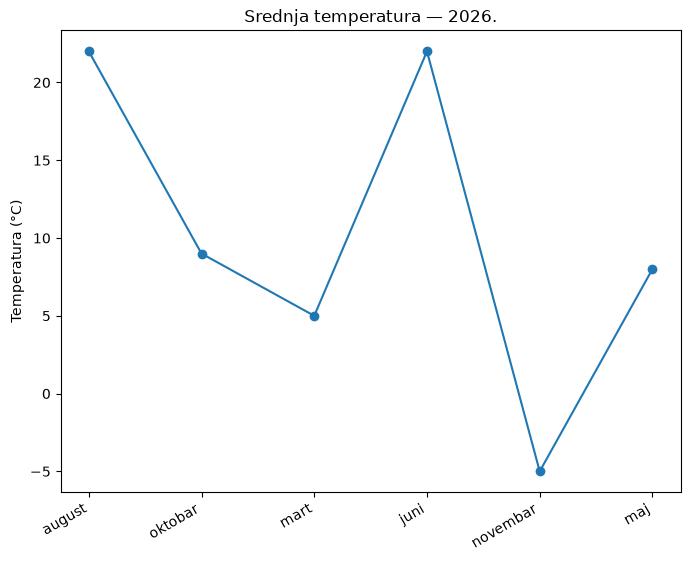 Srednja temperatura — 2026.
Temperatura (°C)
20
15
10
5
0
−5
august
oktobar
mart
juni
novembar
maj